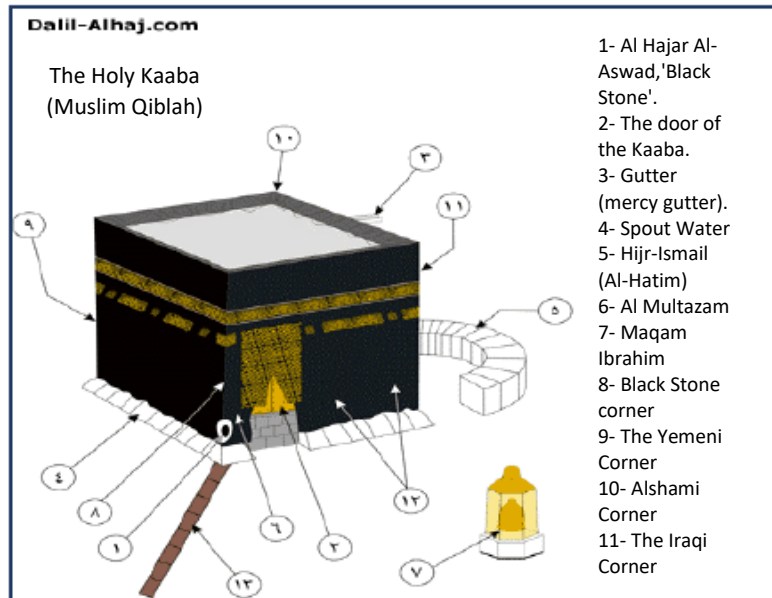 Dalil-Alhaj.com
The Holy Kaaba
(Muslim Qiblah)
١٠
٣
١١
٩
٥
٤
٨
١
١٣
٦
٢
١٢
٧
1- Al Hajar Al-
Aswad,'Black
Stone'.
2- The door of
the Kaaba.
3- Gutter
(mercy gutter).
4- Spout Water
5- Hijr-Ismail
(Al-Hatim)
6- Al Multazam
7- Maqam
Ibrahim
8- Black Stone
corner
9- The Yemeni
Corner
10- Alshami
Corner
11- The Iraqi
Corner